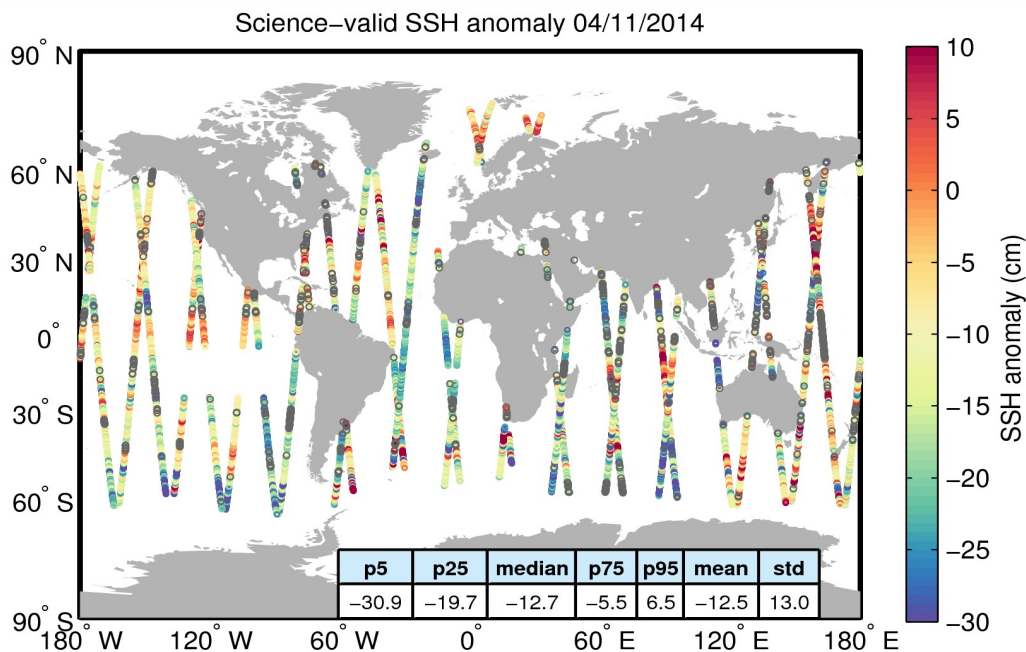 Science−valid SSH anomaly 04/11/2014
90° N
60° N
30° N
0°
30° S
60° S
90° S
180° W
120° W
60° W
0°
60° E
120° E
180° E
p5 p25 median p75 p95 mean std
−30.9 −19.7 −12.7 −5.5 6.5 −12.5 13.0
10
5
0
−5
−10
−15
−20
−25
−30
SSH anomaly (cm)